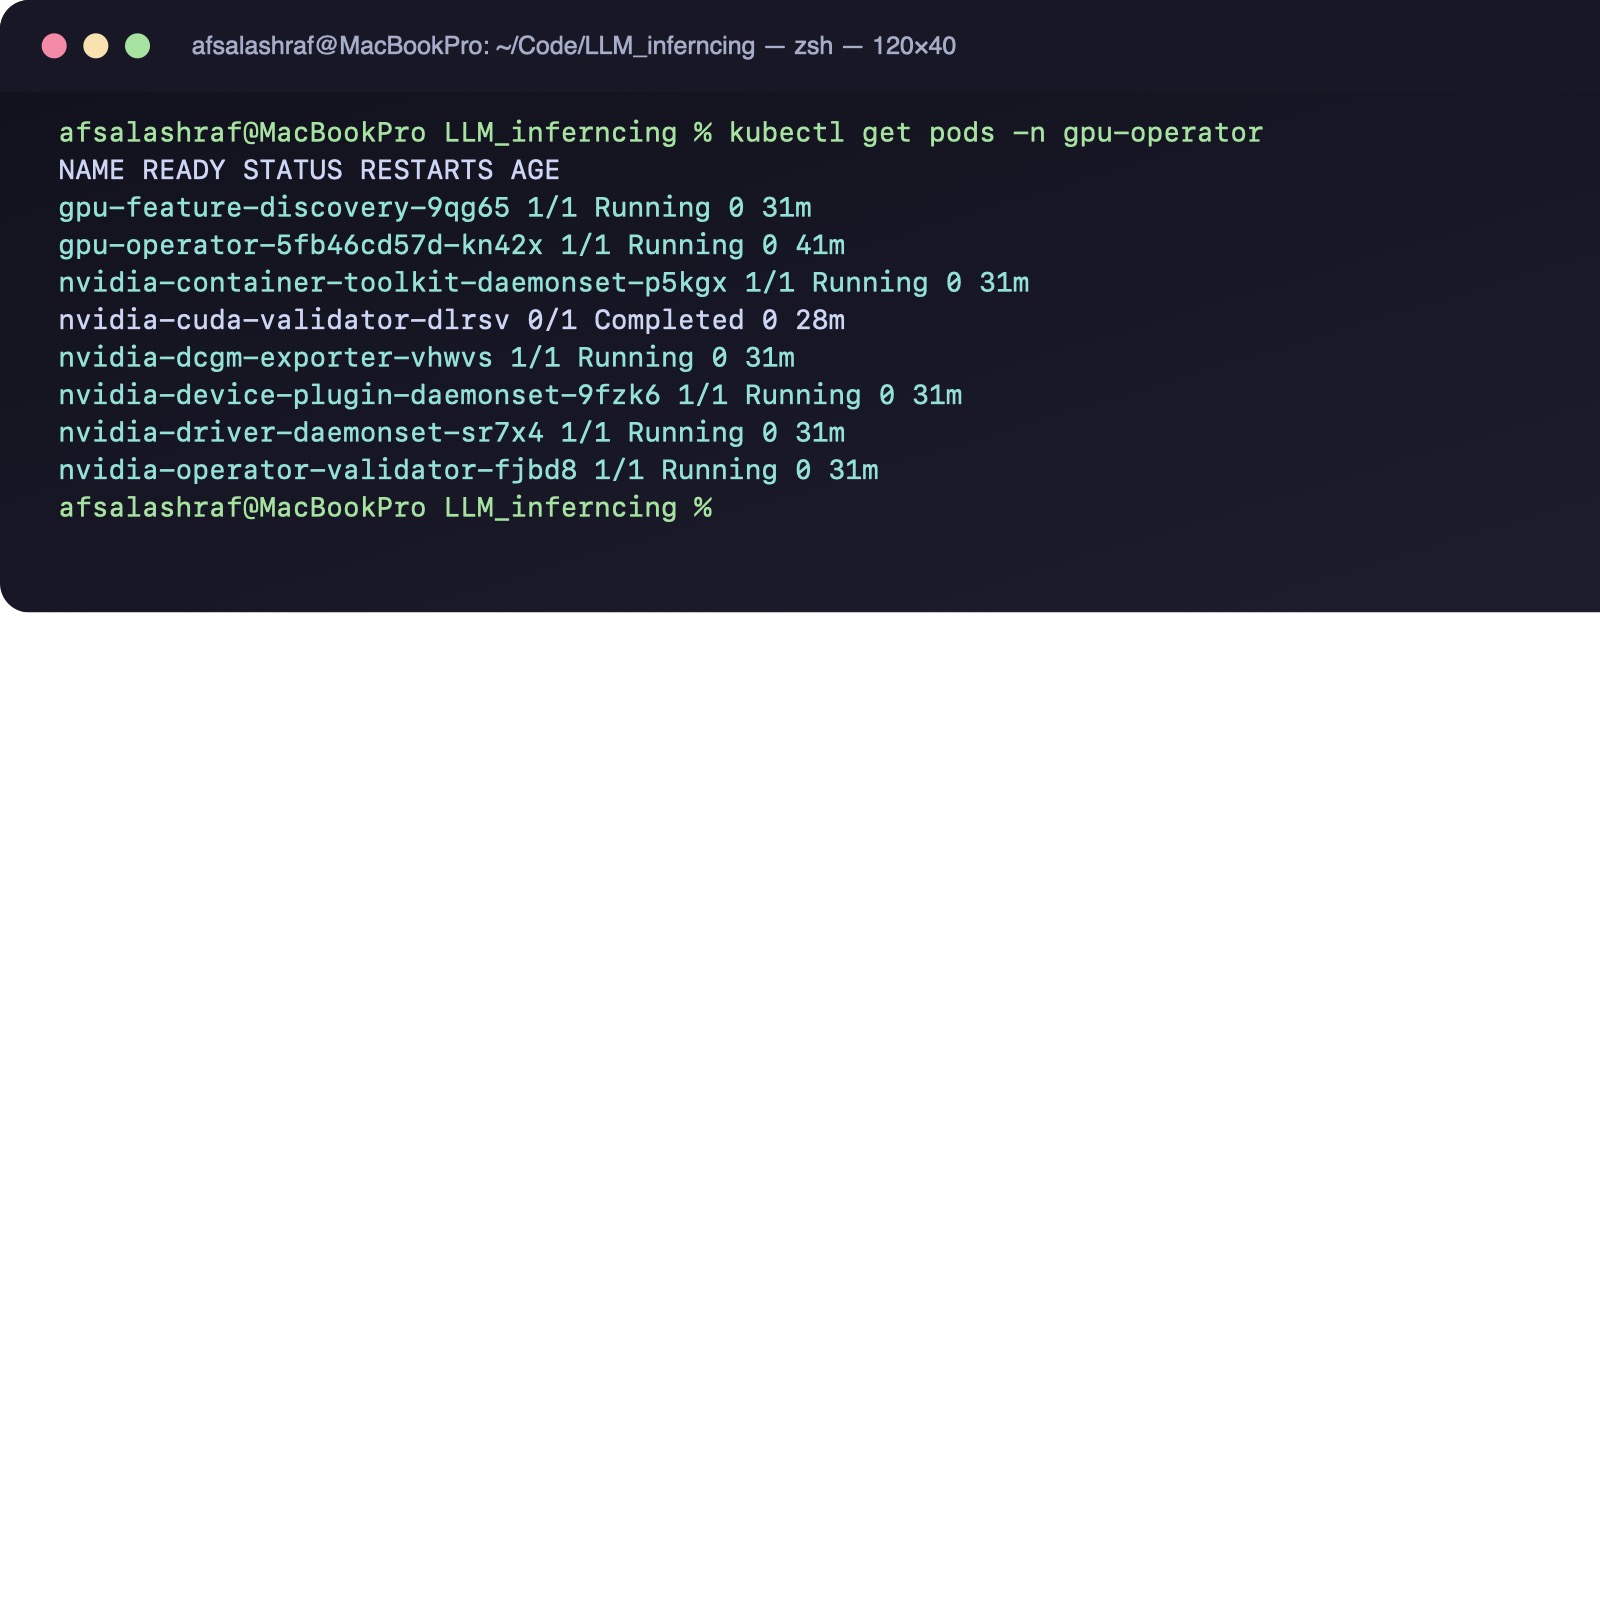 afsalashraf@MacBookPro: ~/Code/LLM_inferncing — zsh — 120×40
afsalashraf@MacBookPro LLM_inferncing % kubectl get pods -n gpu-operator
NAME READY STATUS RESTARTS AGE
gpu-feature-discovery-9qg65 1/1 Running 0 31m
gpu-operator-5fb46cd57d-kn42x 1/1 Running 0 41m
nvidia-container-toolkit-daemonset-p5kgx 1/1 Running 0 31m
nvidia-cuda-validator-dlrsv 0/1 Completed 0 28m
nvidia-dcgm-exporter-vhwvs 1/1 Running 0 31m
nvidia-device-plugin-daemonset-9fzk6 1/1 Running 0 31m
nvidia-driver-daemonset-sr7x4 1/1 Running 0 31m
nvidia-operator-validator-fjbd8 1/1 Running 0 31m
afsalashraf@MacBookPro LLM_inferncing %